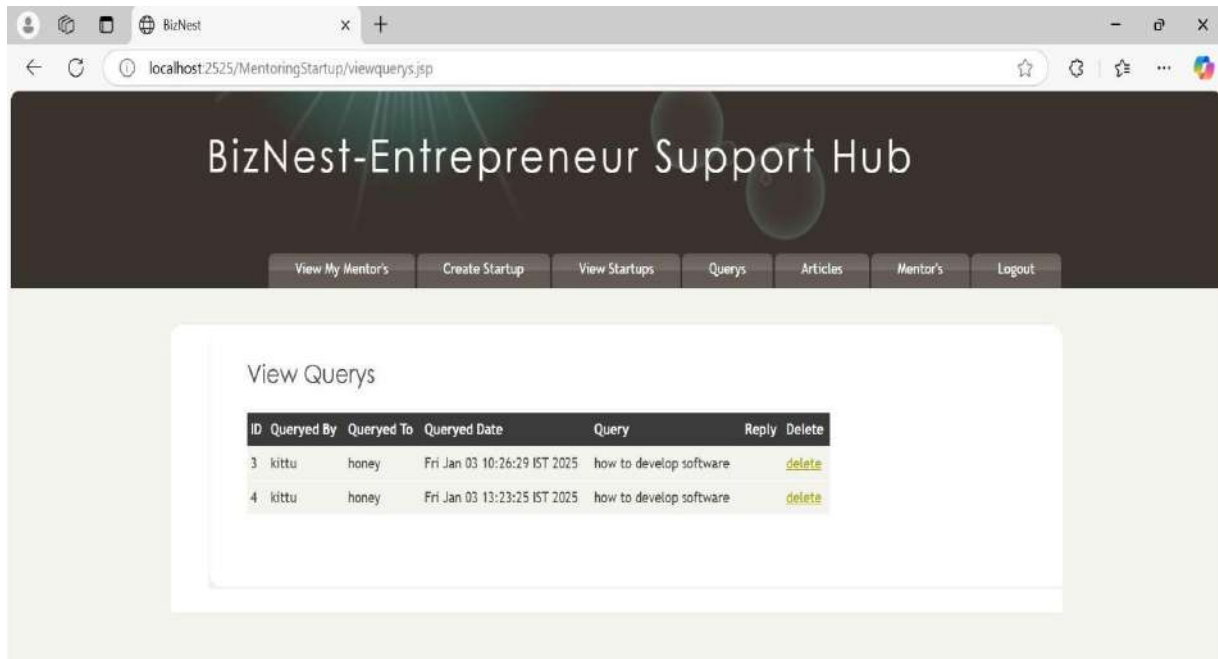 BizNest
localhost:2525/MentoringStartup/viewquerys.jsp
BizNest-Entrepreneur Support Hub
View My Mentor's Create Startup View Startups Querys Articles Mentor's Logout
View Querys
ID Queryed By Queryed To Queryed Date Query Reply Delete
3 kittu honey Fri Jan 03 10:26:29 IST 2025 how to develop software delete
4 kittu honey Fri Jan 03 13:23:25 IST 2025 how to develop software delete